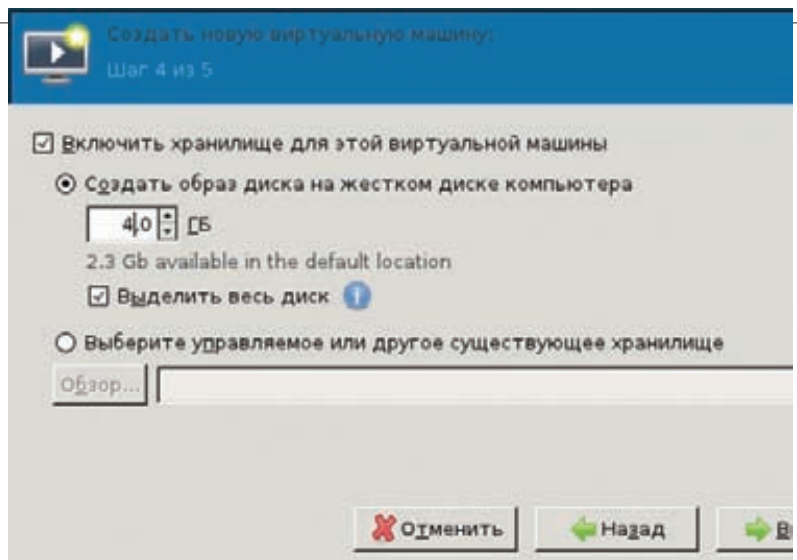 Создать новую виртуальную машину:
Шаг 4 из 5
Включить хранилище для этой виртуальной машины
Создать образ диска на жестком диске компьютера
4,0 ГБ
2.3 Gb available in the default location
Выделить весь диск
Выберите управляемое или другое существующее хранилище
Обзор...
Отменить Назад